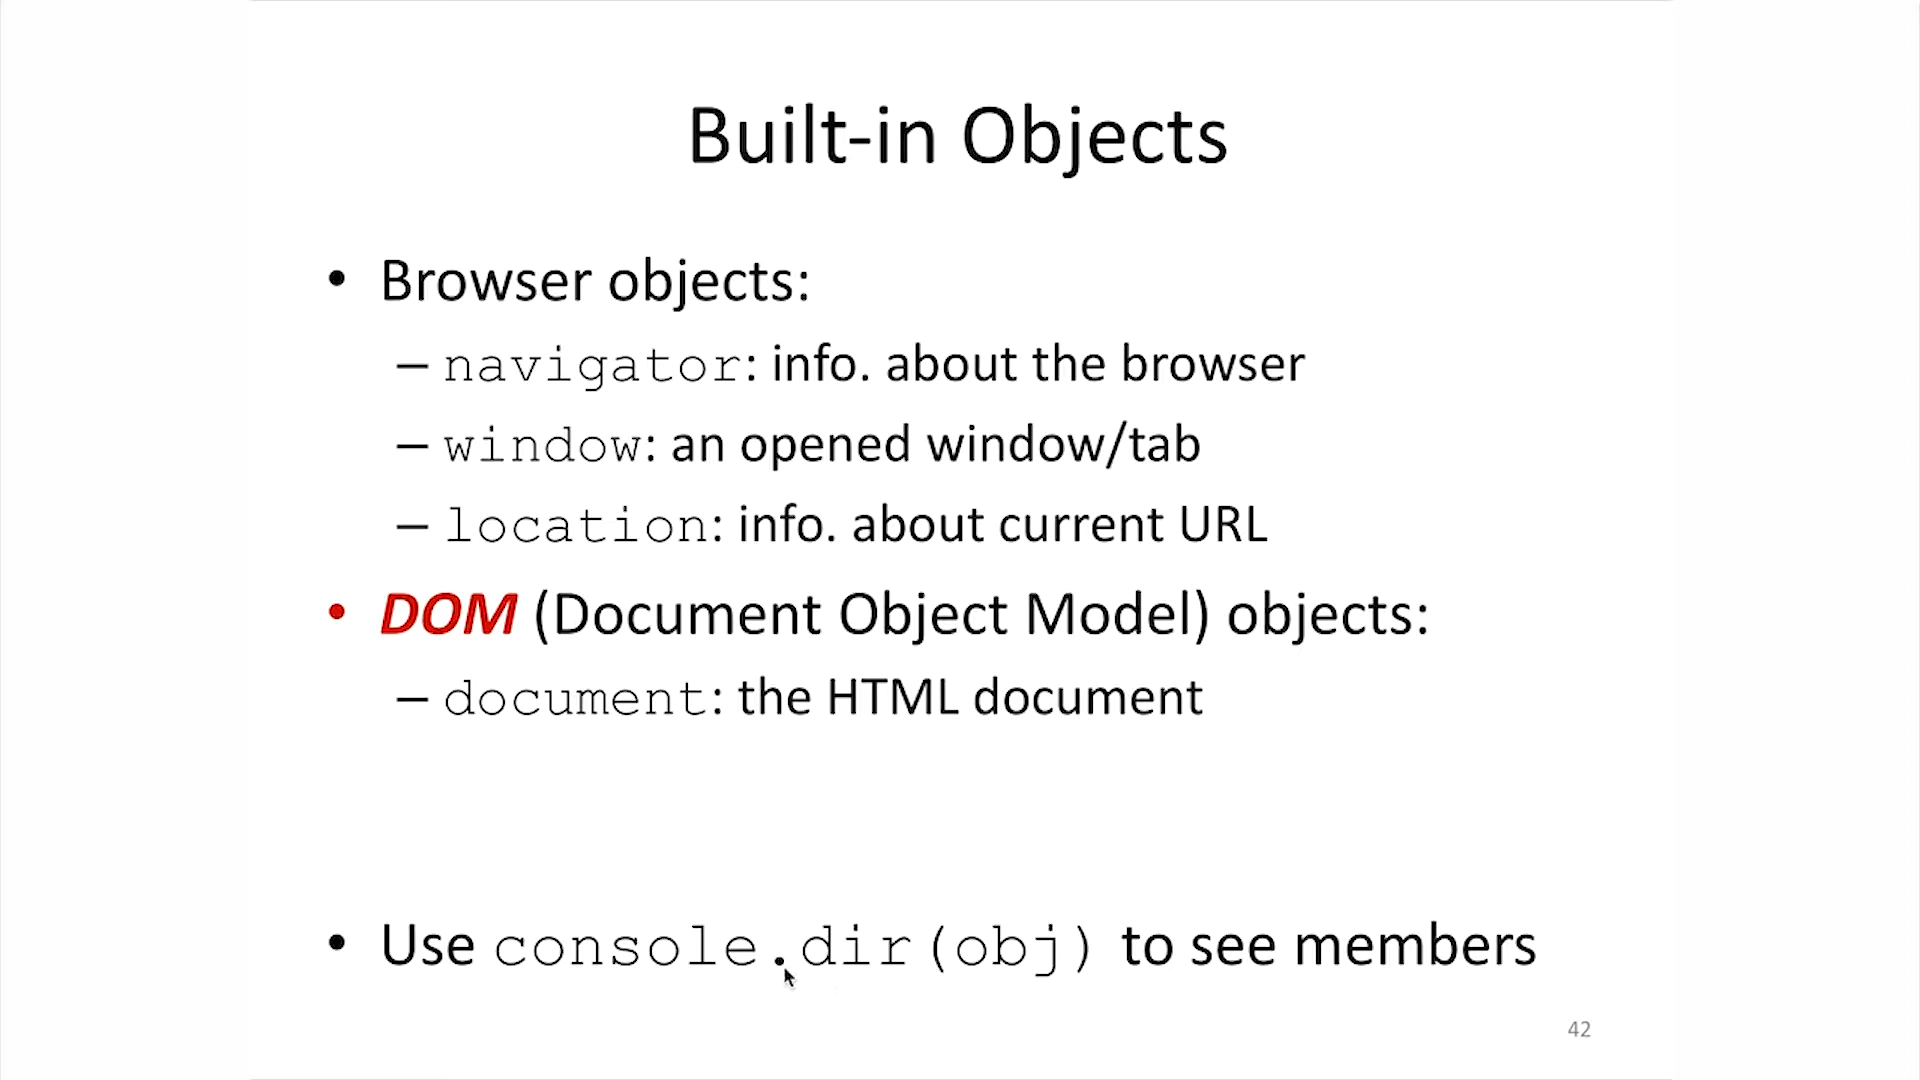 Built-in Objects
• Browser objects:
– navigator: info. about the browser
– window: an opened window/tab
– location: info. about current URL
• DOM (Document Object Model) objects:
– document: the HTML document
• Use console.dir(obj) to see members
42